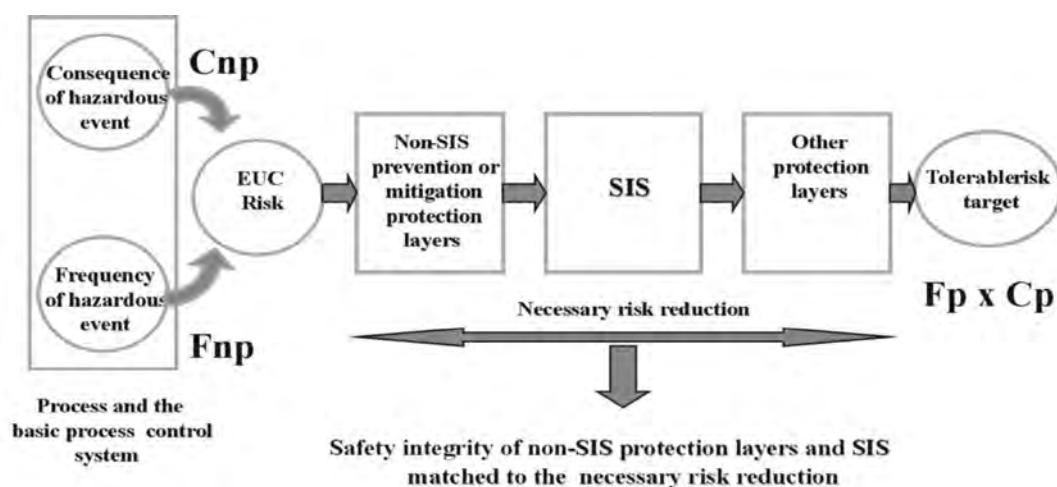 Consequence
of hazardous
event
Cnp
EUC
Risk
Frequency
of hazardous
event
Fnp
Process and the
basic process control
system
Non-SIS
prevention or
mitigation
protection
layers
SIS
Other
protection
layers
Tolerablerisk
target
Fp x Cp
Necessary risk reduction
Safety integrity of non-SIS protection layers and SIS
matched to the necessary risk reduction